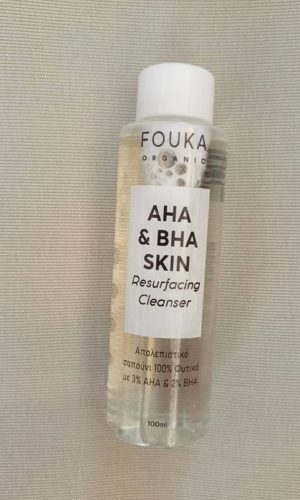 FOUKA
ORGANIC
AHA
& BHA
SKIN
Resurfacing
Cleanser
Απολεπιστικό
σαπούνι 100% Φυτικό
με 3% AHA & 2% BHA
100ml